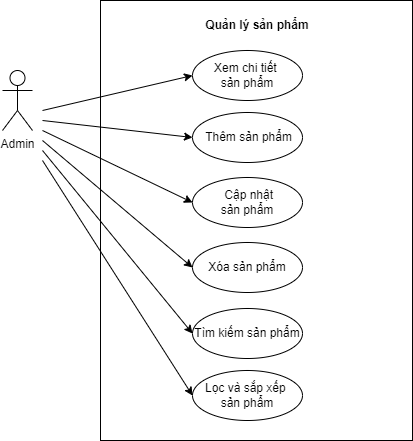 Quản lý sản phẩm
Xem chi tiết
sản phẩm
Thêm sản phẩm
Admin
Cập nhật
sản phẩm
Xóa sản phẩm
Tìm kiếm sản phẩm
Lọc và sắp xếp
sản phẩm